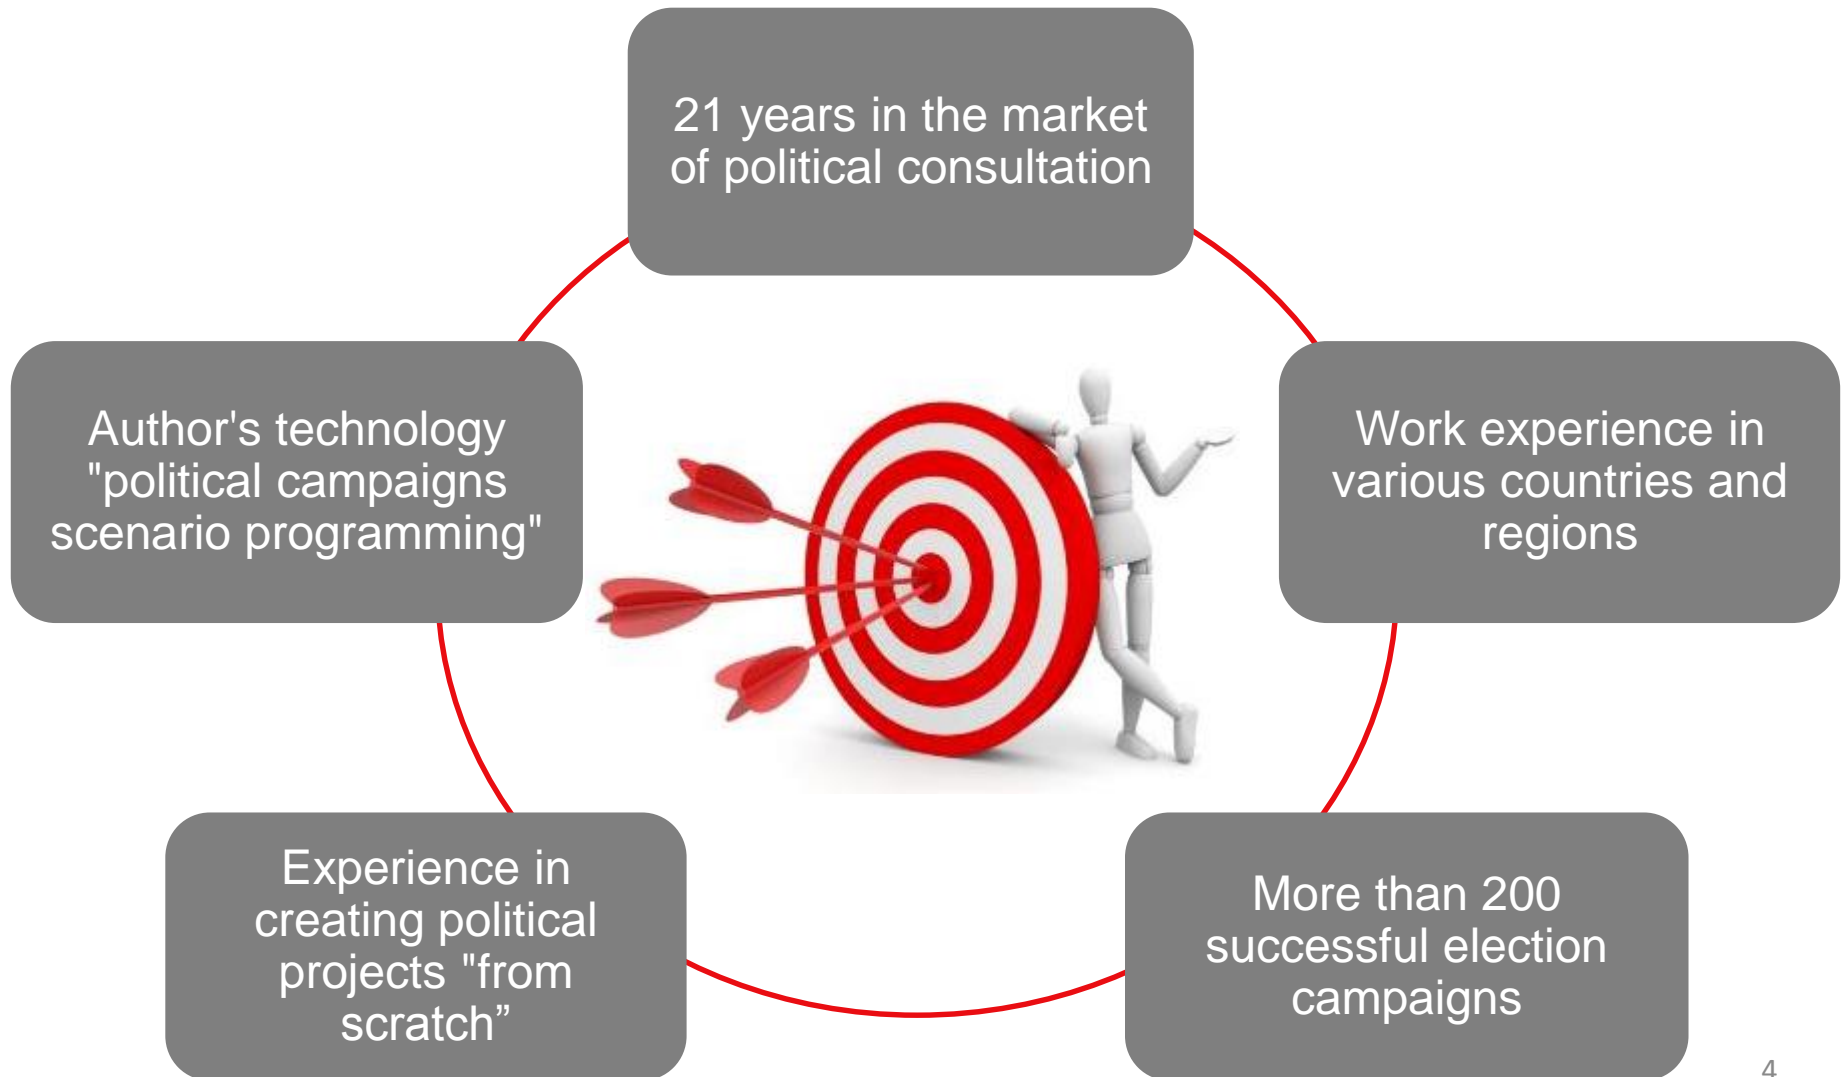 21 years in the market
of political consultation
Work experience in
various countries and
regions
More than 200
successful election
campaigns
Experience in
creating political
projects "from
scratch”
Author's technology
"political campaigns
scenario programming"
4